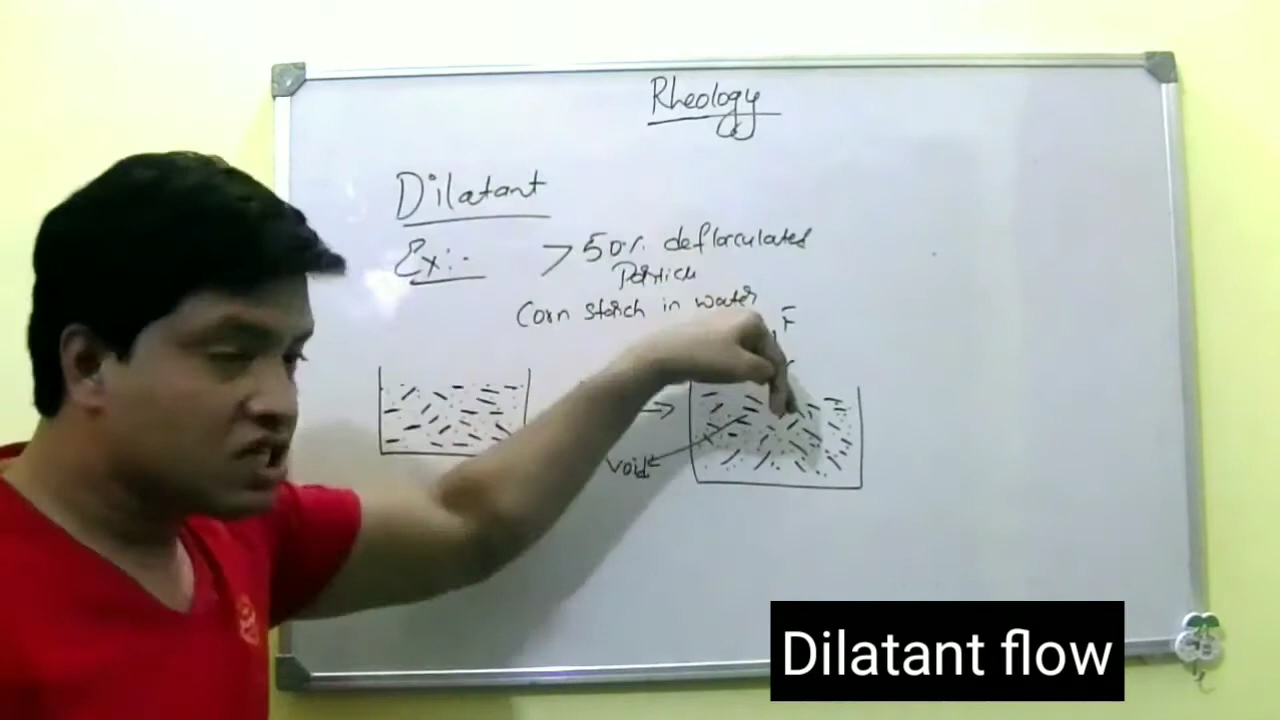 Rheology
Dilatant
Ex:-
>50% deflocculated
Particle
Corn starch in water
F
void
Dilatant flow